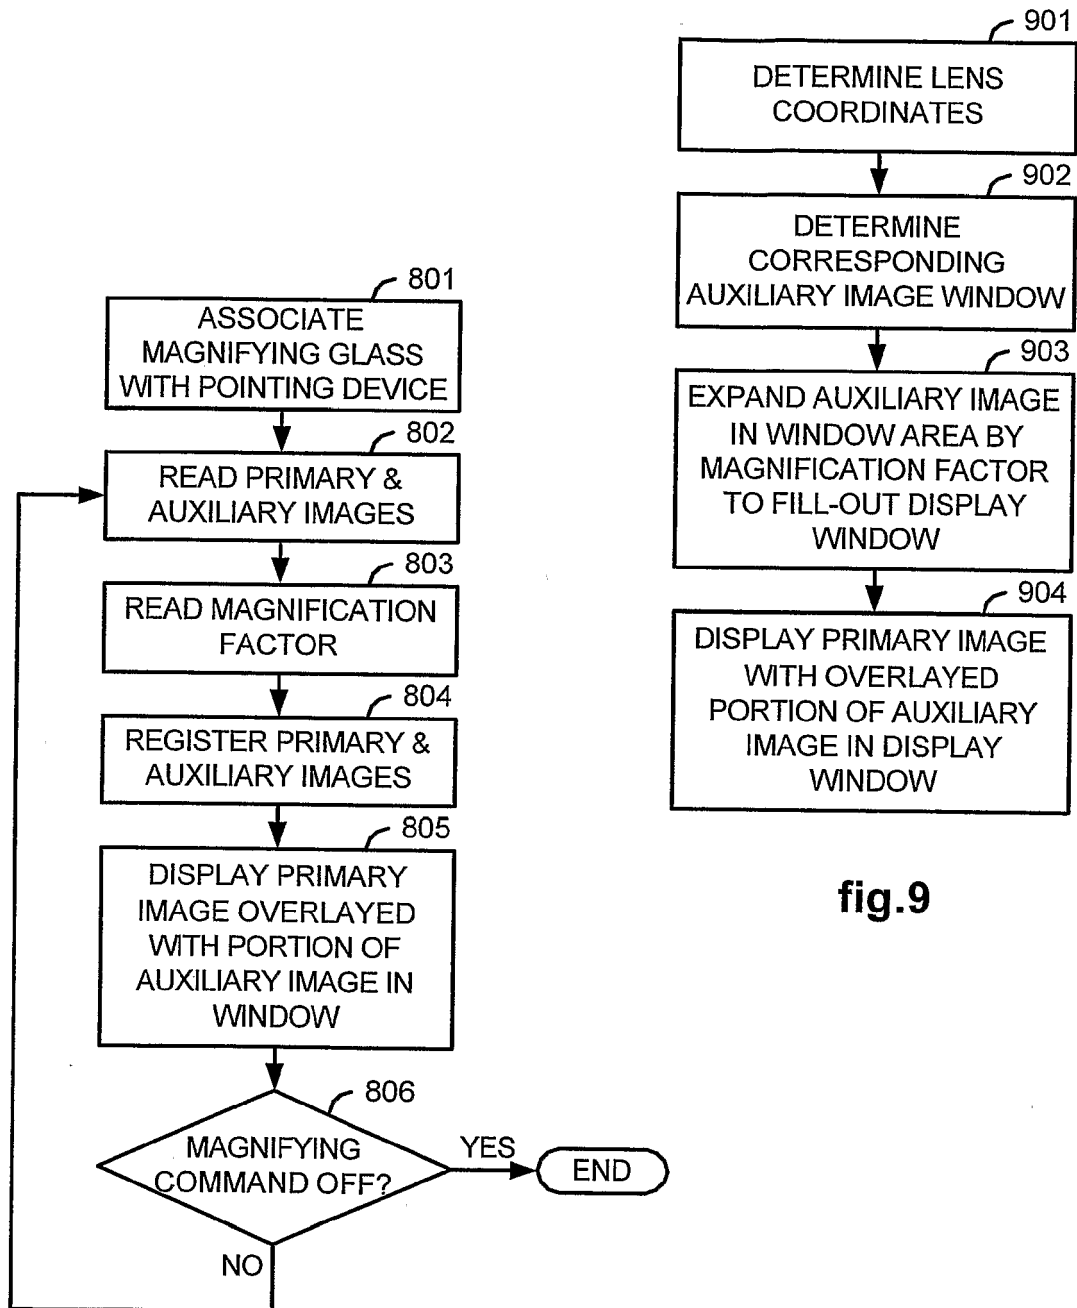 801
ASSOCIATE
MAGNIFYING GLASS
WITH POINTING DEVICE
802
READ PRIMARY &
AUXILIARY IMAGES
803
READ MAGNIFICATION
FACTOR
804
REGISTER PRIMARY &
AUXILIARY IMAGES
805
DISPLAY PRIMARY
IMAGE OVERLAYED
WITH PORTION OF
AUXILIARY IMAGE IN
WINDOW
806
MAGNIFYING
COMMAND OFF?
YES
END
NO
901
DETERMINE LENS
COORDINATES
902
DETERMINE
CORRESPONDING
AUXILIARY IMAGE WINDOW
903
EXPAND AUXILIARY IMAGE
IN WINDOW AREA BY
MAGNIFICATION FACTOR
TO FILL-OUT DISPLAY
WINDOW
904
DISPLAY PRIMARY IMAGE
WITH OVERLAYED
PORTION OF AUXILIARY
IMAGE IN DISPLAY
WINDOW
fig.9